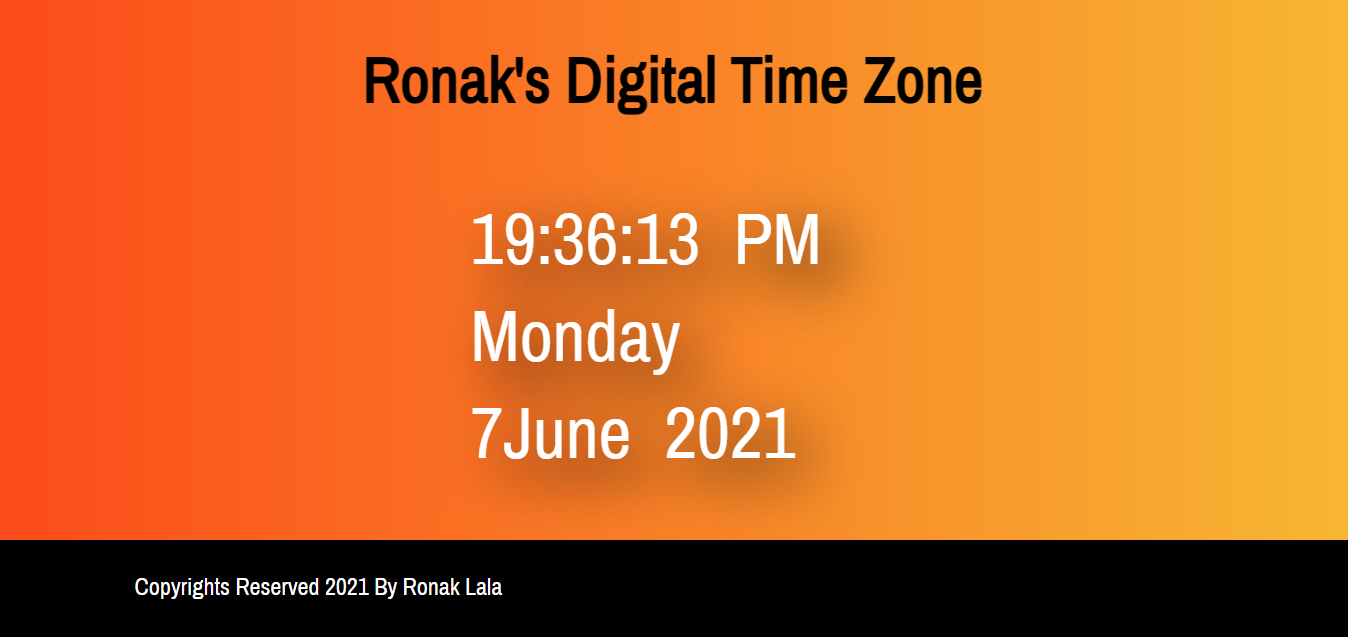 Ronak's Digital Time Zone
19:36:13 PM
Monday
7June 2021
Copyrights Reserved 2021 By Ronak Lala